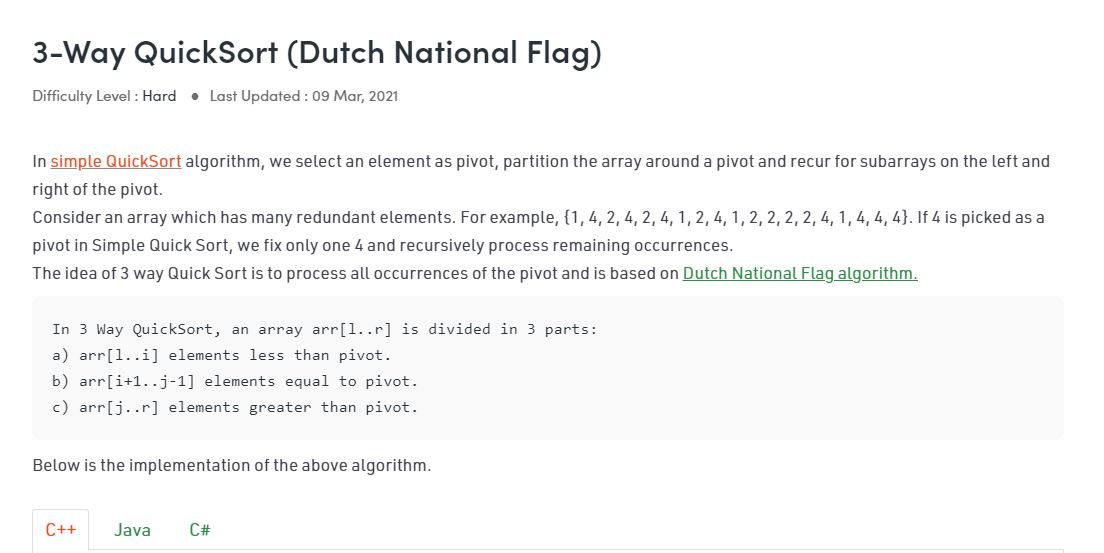 3-Way QuickSort (Dutch National Flag)
Difficulty Level : Hard ● Last Updated : 09 Mar, 2021
In simple QuickSort algorithm, we select an element as pivot, partition the array around a pivot and recur for subarrays on the left and
right of the pivot.
Consider an array which has many redundant elements. For example, {1, 4, 2, 4, 2, 4, 1, 2, 4, 1, 2, 2, 2, 2, 4, 1, 4, 4, 4}. If 4 is picked as a
pivot in Simple Quick Sort, we fix only one 4 and recursively process remaining occurrences.
The idea of 3 way Quick Sort is to process all occurrences of the pivot and is based on Dutch National Flag algorithm.
In 3 Way QuickSort, an array arr[l..r] is divided in 3 parts:
a) arr[l..i] elements less than pivot.
b) arr[i+1..j-1] elements equal to pivot.
c) arr[j..r] elements greater than pivot.
Below is the implementation of the above algorithm.
C++ Java C#